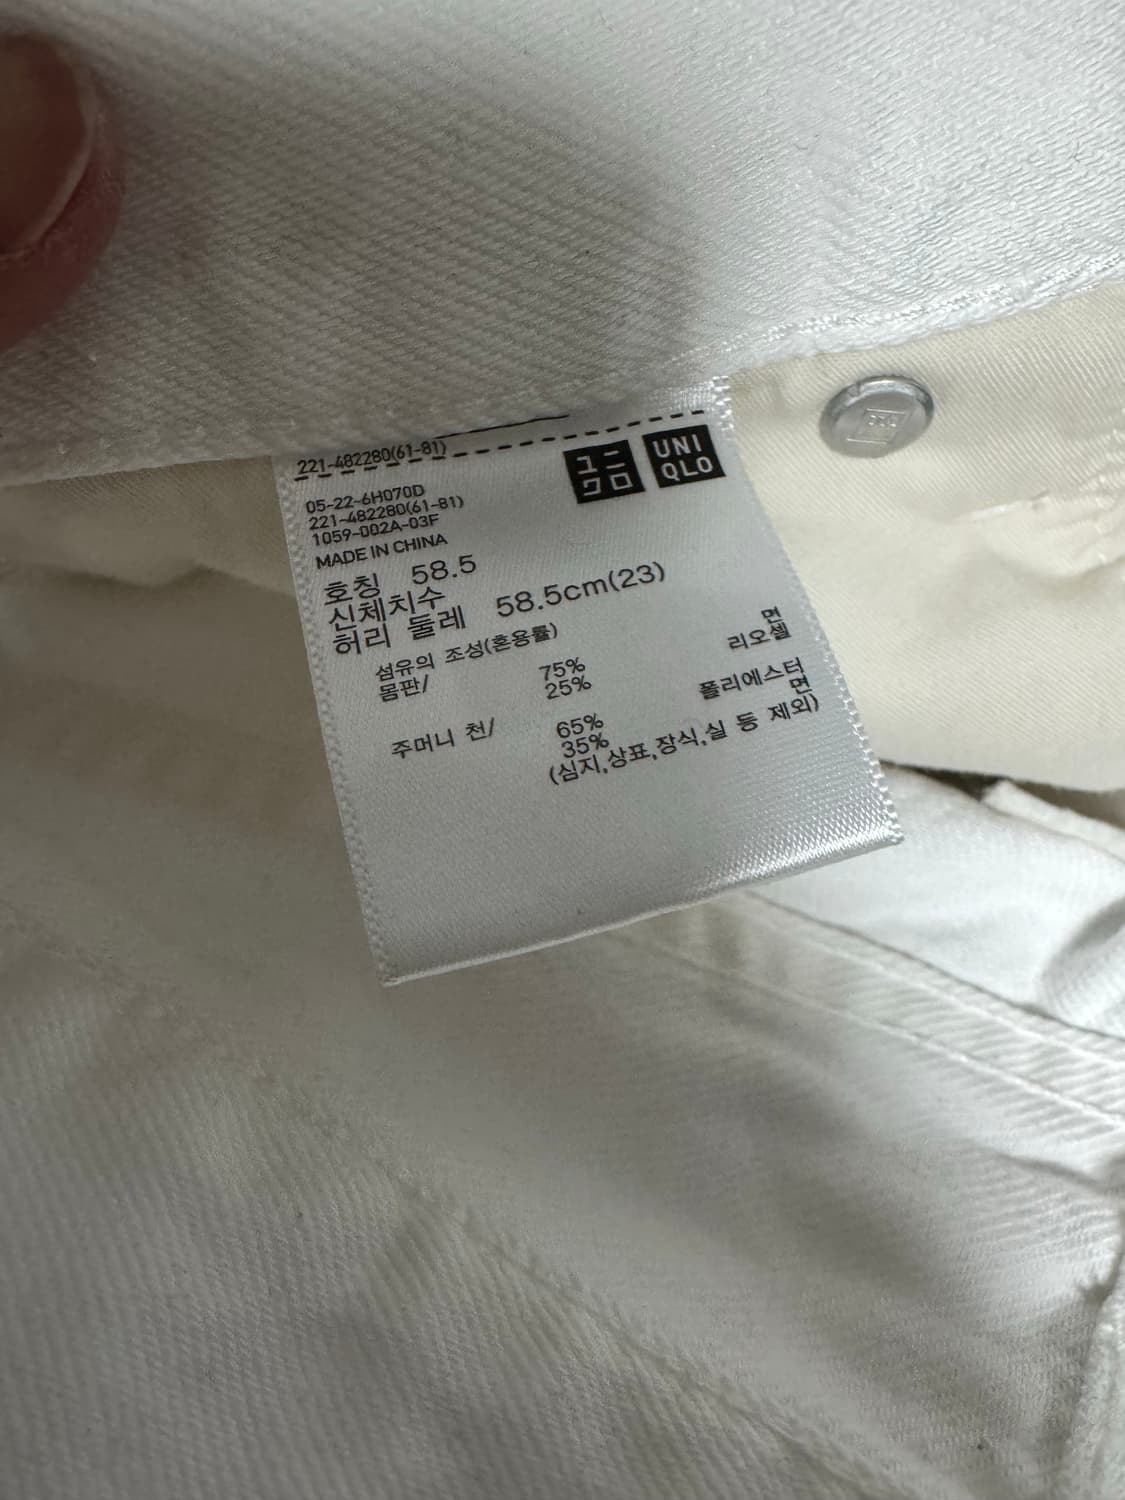 221-482280(61-81)
ユニ
クロ
UNI
QLO
05-22-6H070D
221-482280(61-81)
1059-002A-03F
MADE IN CHINA
호칭 58.5
신체치수
허리 둘레 58.5cm(23)
섬유의 조성(혼용률)
몸판/ 75% 면
25% 리오셀
주머니 천/ 65% 폴리에스터
35% 면
(심지,상표,장식,실 등 제외)